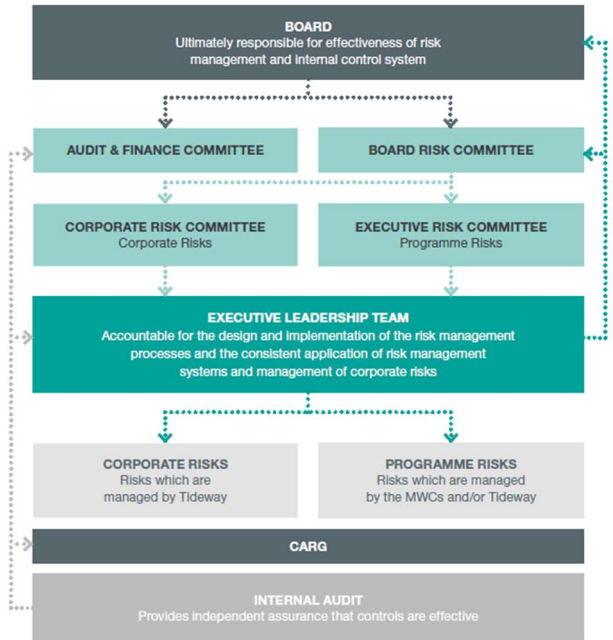 BOARD
Ultimately responsible for effectiveness of risk
management and internal control system
AUDIT & FINANCE COMMITTEE
BOARD RISK COMMITTEE
CORPORATE RISK COMMITTEE
Corporate Risks
EXECUTIVE RISK COMMITTEE
Programme Risks
EXECUTIVE LEADERSHIP TEAM
Accountable for the design and implementation of the risk management
processes and the consistent application of risk management
systems and management of corporate risks
CORPORATE RISKS
Risks which are
managed by Tideway
PROGRAMME RISKS
Risks which are managed
by the MWCs and/or Tideway
CARG
INTERNAL AUDIT
Provides independent assurance that controls are effective